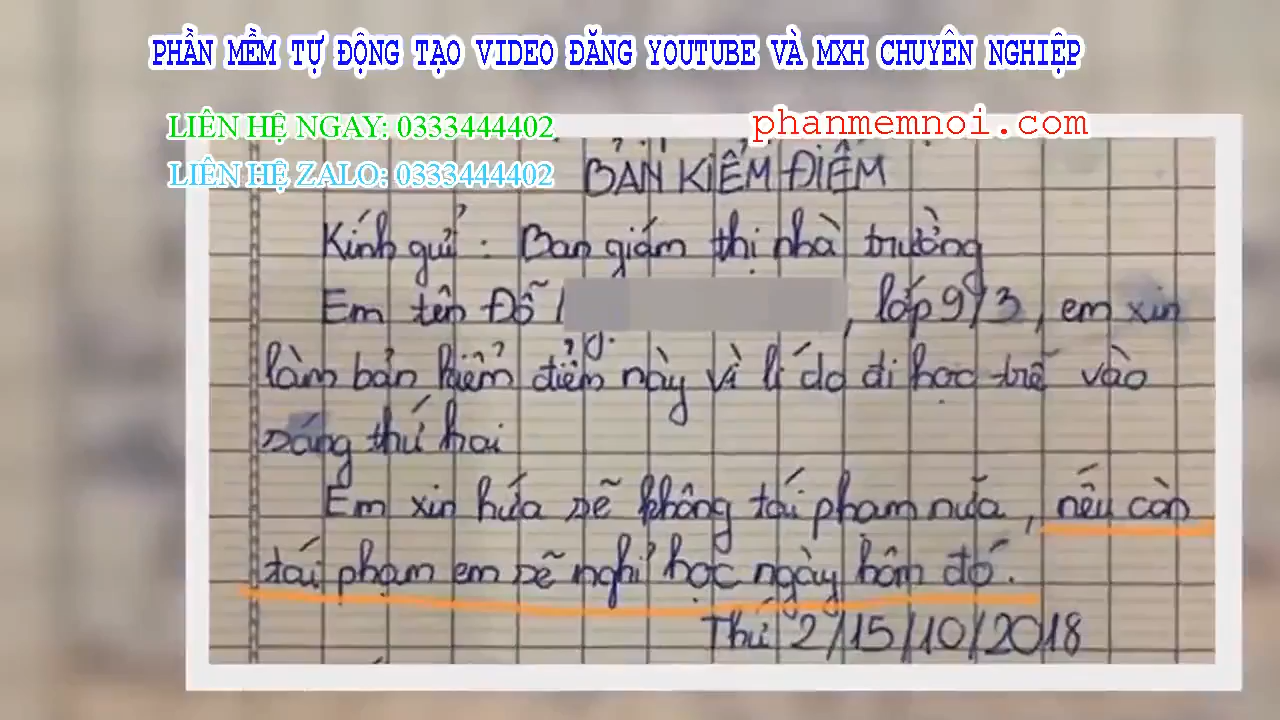 PHẦN MỀM TỰ ĐỘNG TẠO VIDEO ĐĂNG YOUTUBE VÀ MXH CHUYÊN NGHIỆP
LIÊN HỆ NGAY: 0333444402
phanmemnoi.com
LIÊN HỆ ZALO: 0333444402
BẢN KIỂM ĐIỂM
Kính gửi : Ban giám thị nhà trường
Em tên Đỗ , lớp 9/3, em xin
làm bản kiểm điểm này vì lí do đi học trễ vào
sáng thứ hai
Em xin hứa sẽ không tái phạm nữa, nếu còn
tái phạm em sẽ nghỉ học ngày hôm đó.
Thứ 2/15/10/2018